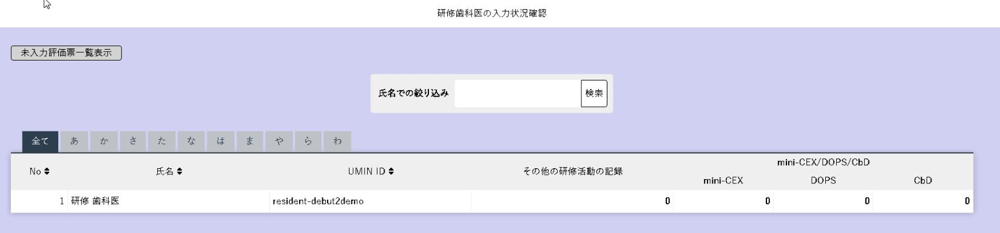 研修歯科医の入力状況確認
未入力評価票一覧表示
氏名での絞り込み 検索
全て あ か さ た な は ま や ら わ
No 氏名 UMIN ID その他の研修活動の記録 mini-CEX/DOPS/CbD
mini-CEX DOPS CbD
1 研修 歯科医 resident-debut2demo 0 0 0 0